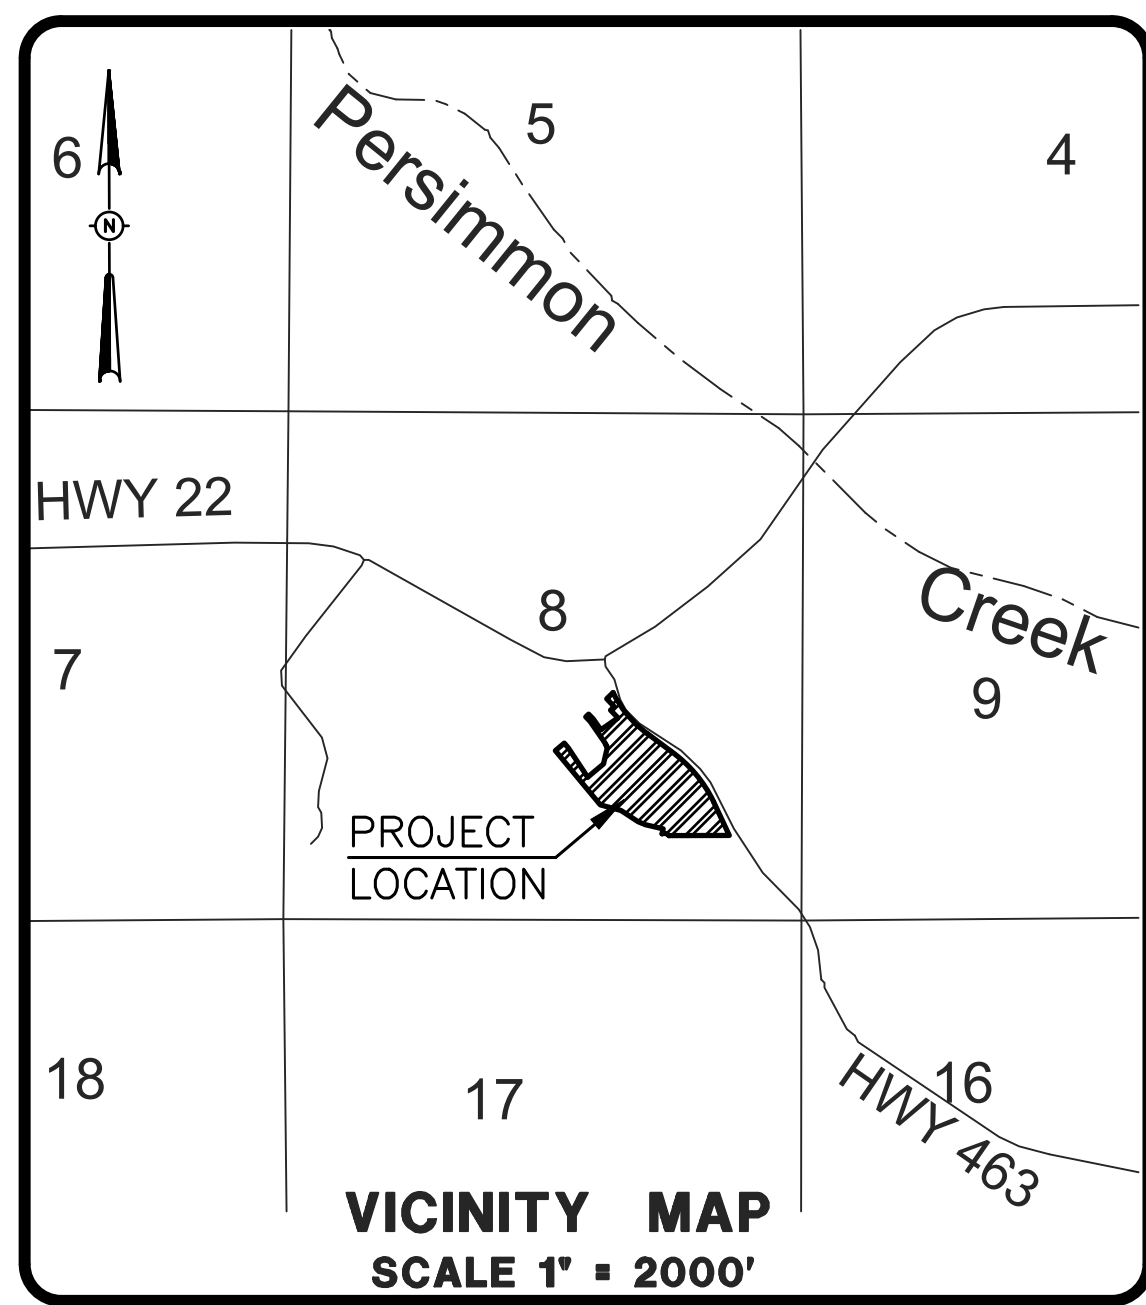 5
4
6
Persimmon
N
HWY 22
8
Creek
7
9
PROJECT
LOCATION
18
17
16
HWY 463
VICINITY MAP
SCALE 1" = 2000'